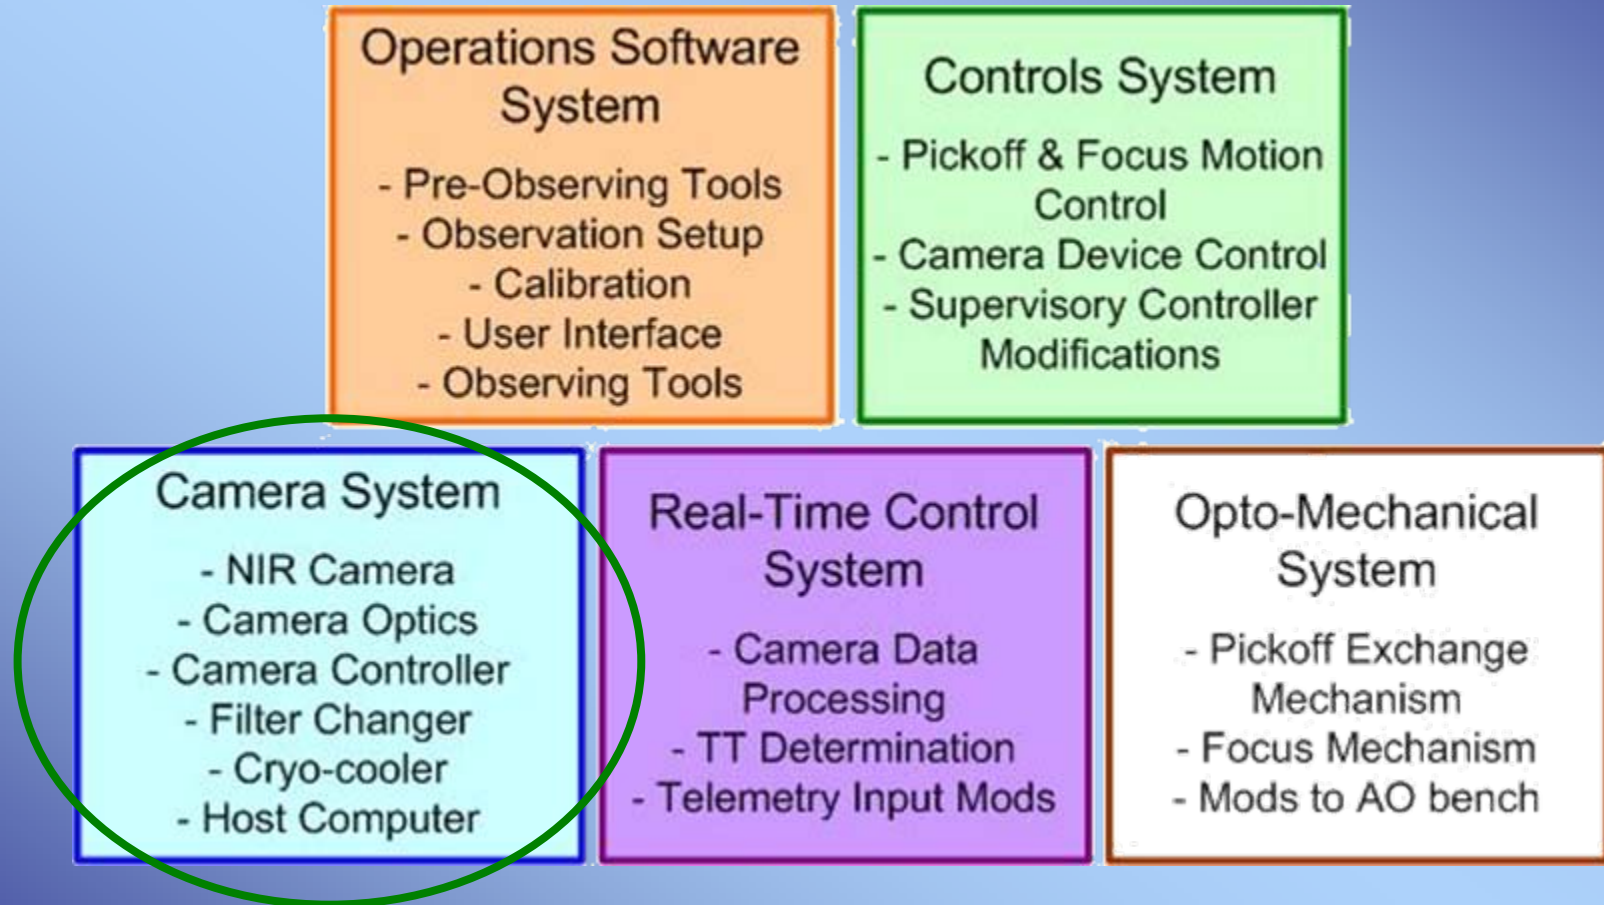 Operations Software
System
- Pre-Observing Tools
- Observation Setup
- Calibration
- User Interface
- Observing Tools
Controls System
- Pickoff & Focus Motion
Control
- Camera Device Control
- Supervisory Controller
Modifications
Camera System
- NIR Camera
- Camera Optics
- Camera Controller
- Filter Changer
- Cryo-cooler
- Host Computer
Real-Time Control
System
- Camera Data
Processing
- TT Determination
- Telemetry Input Mods
Opto-Mechanical
System
- Pickoff Exchange
Mechanism
- Focus Mechanism
- Mods to AO bench